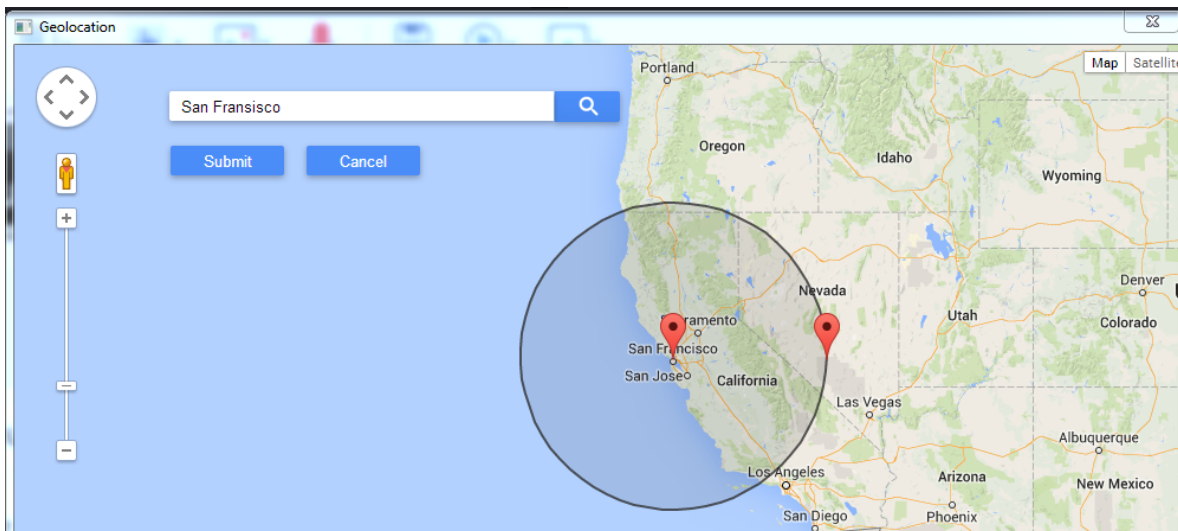 Geolocation
Portland
Map Satellite
San Fransisco
Oregon
Idaho
Submit Cancel
Wyoming
Denver
Nevada
Utah
Colorado
San Francisco
San Jose
California
Las Vegas
Albuquerque
Los Angeles
Arizona
New Mexico
San Diego
Phoenix